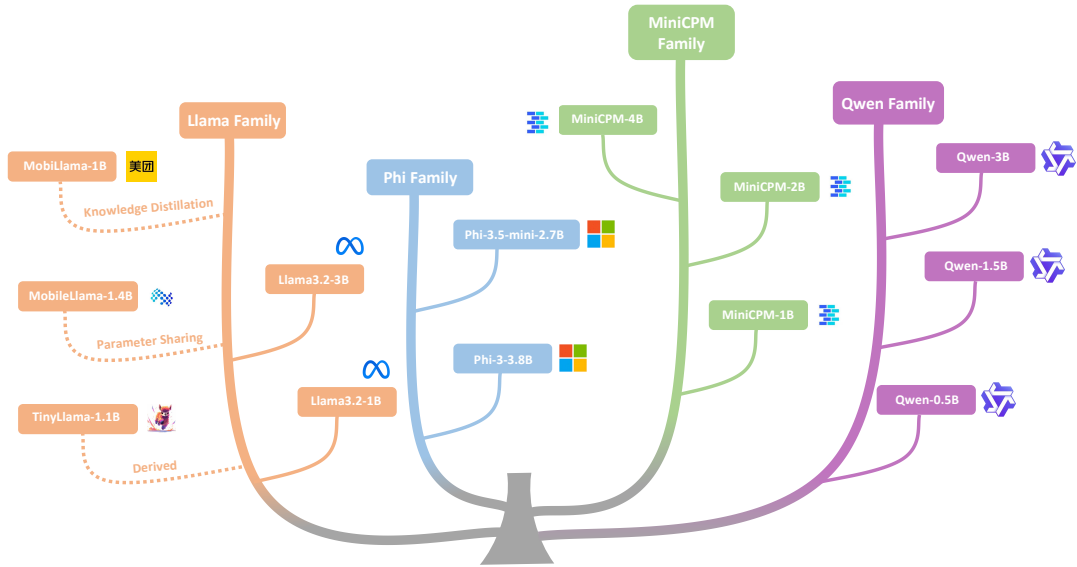 MiniCPM
Family
Llama Family
Qwen Family
Phi Family
MobiLlama-1B
美团
Knowledge Distillation
MobileLlama-1.4B
Parameter Sharing
TinyLlama-1.1B
Derived
Llama3.2-3B
Llama3.2-1B
Phi-3.5-mini-2.7B
Phi-3-3.8B
MiniCPM-4B
MiniCPM-2B
MiniCPM-1B
Qwen-3B
Qwen-1.5B
Qwen-0.5B